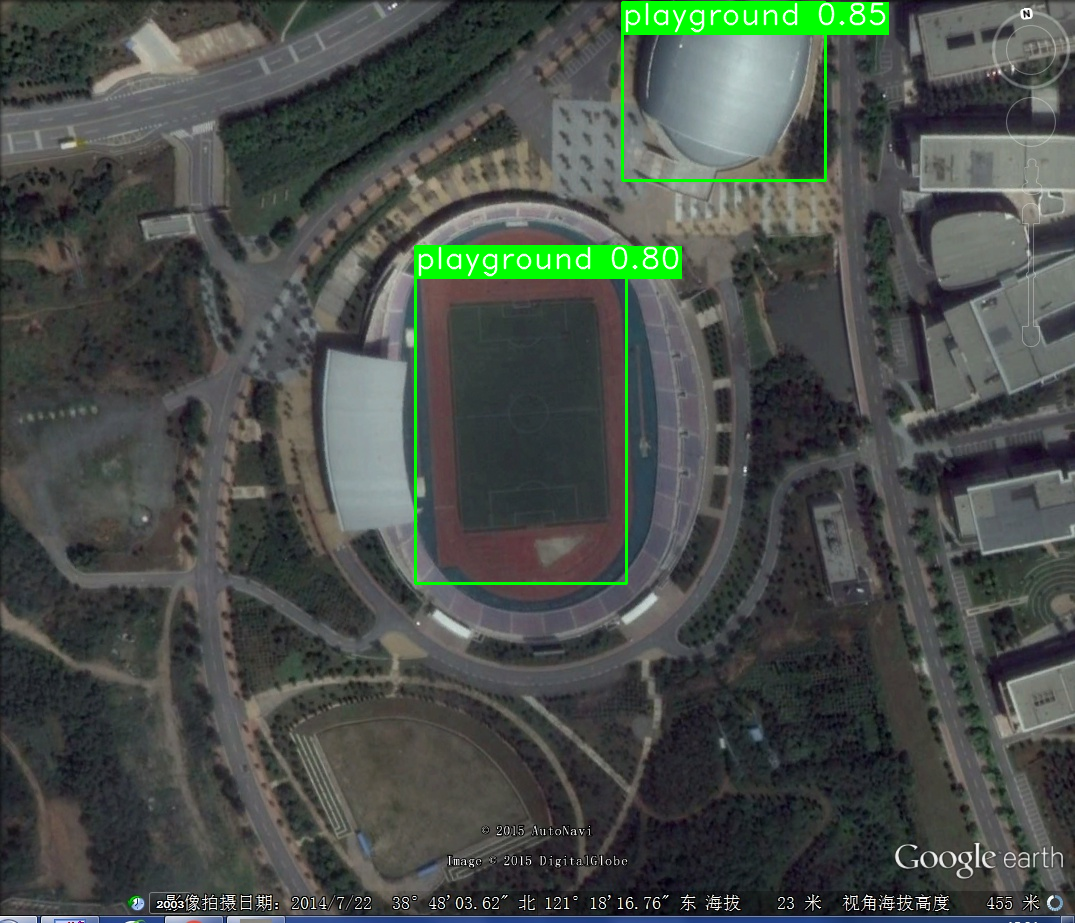 playground 0.85
N
playground 0.80
© 2015 AutoNavi
Image © 2015 DigitalGlobe
Google earth
2003
影像拍摄日期: 2014/7/22 38° 48'03.62" 北 121° 18'16.76" 东 海拔 23 米 视角海拔高度 455 米